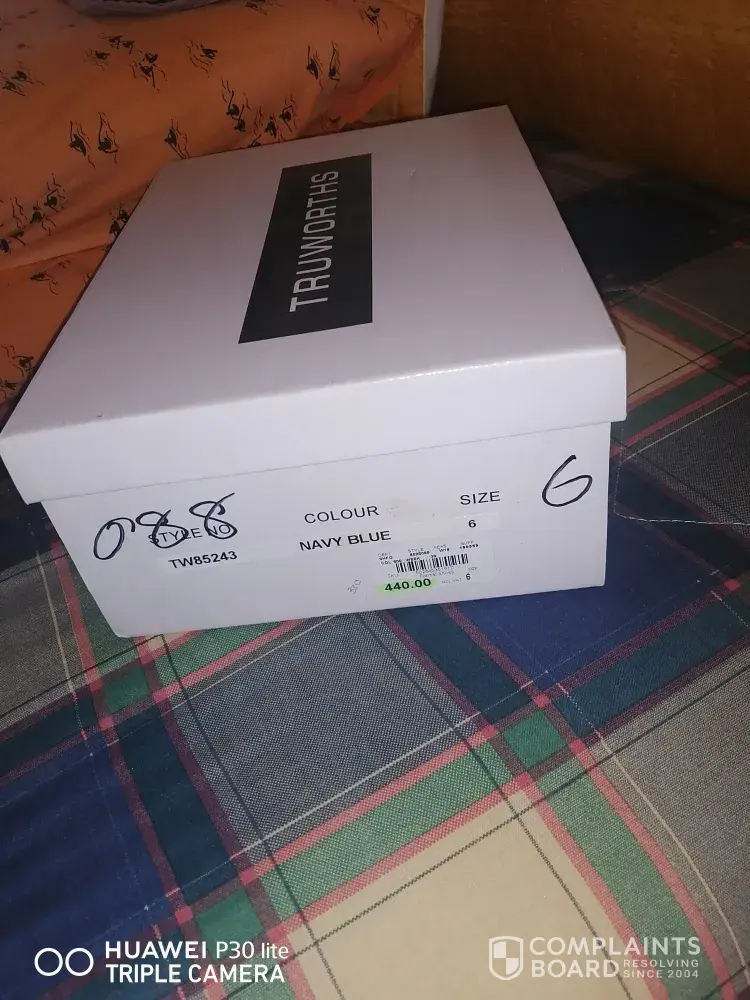 TRUWORTHS
088
STYLE NO
TW85243
COLOUR
NAVY BLUE
SIZE
6
6
440.00
6
HUAWEI P30 lite
TRIPLE CAMERA
COMPLAINTS
BOARD RESOLVING
SINCE 2004